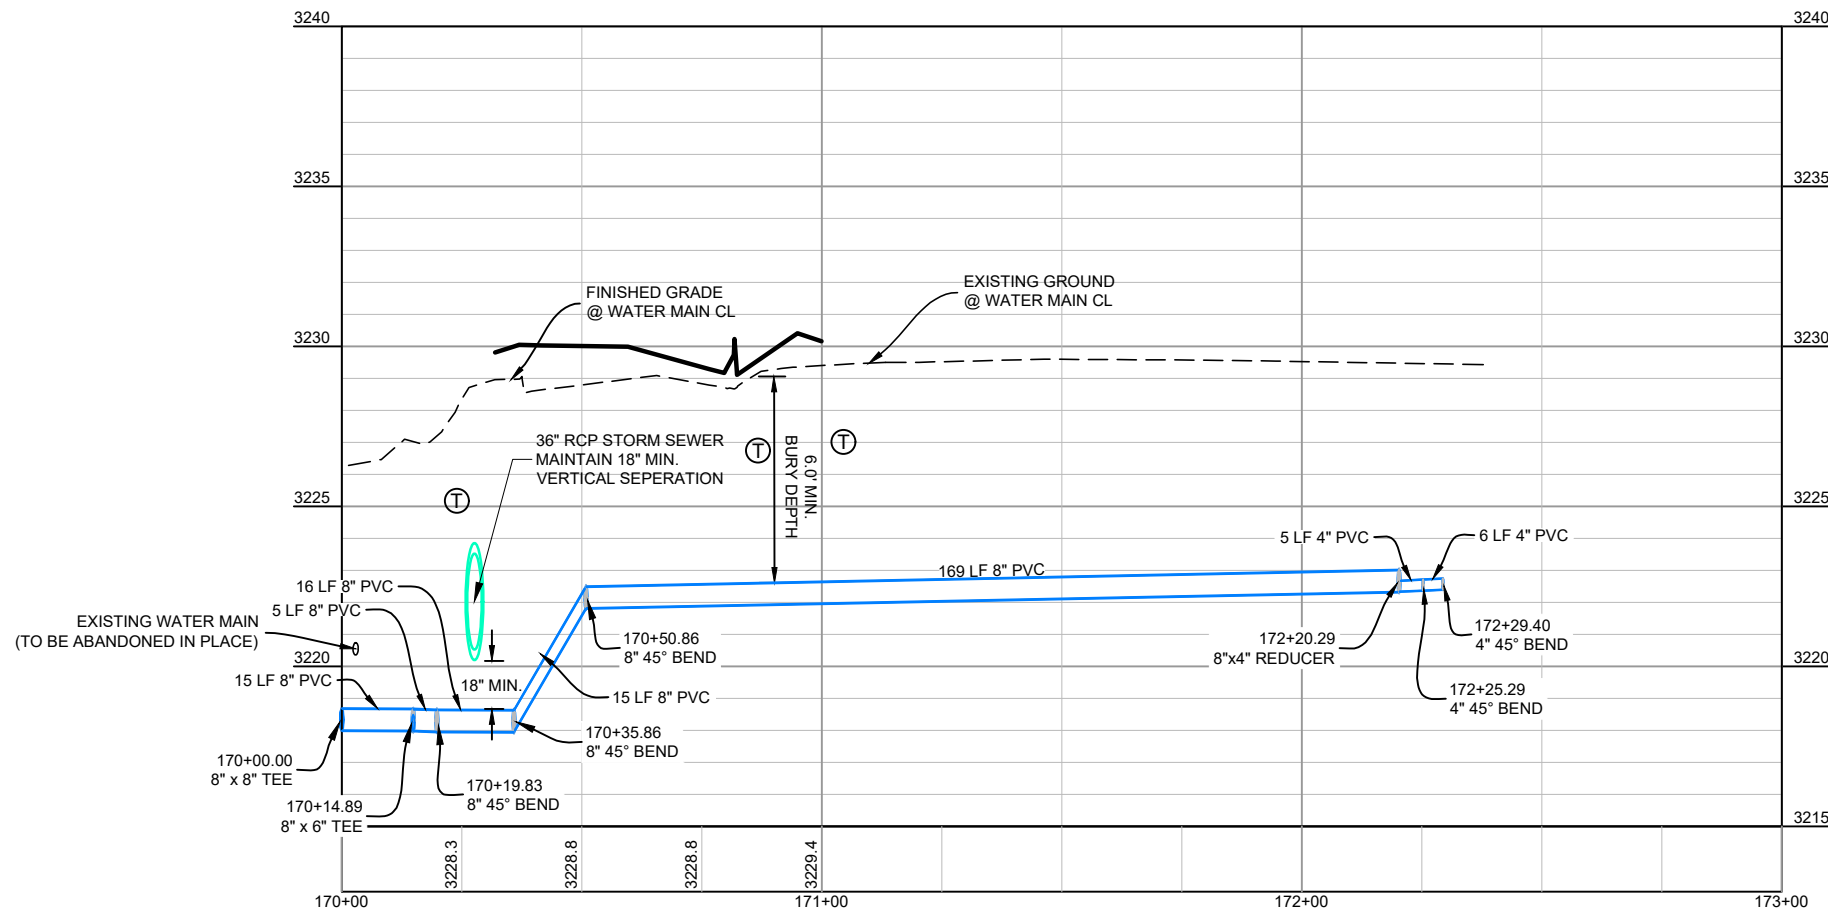 3240
3240
3235
3235
EXISTING GROUND
@ WATER MAIN CL
FINISHED GRADE
@ WATER MAIN CL
3230
3230
36" RCP STORM SEWER
MAINTAIN 18" MIN.
VERTICAL SEPERATION
T
T
T
6.0' MIN.
BURY DEPTH
3225
3225
5 LF 4" PVC
6 LF 4" PVC
169 LF 8" PVC
16 LF 8" PVC
5 LF 8" PVC
EXISTING WATER MAIN
(TO BE ABANDONED IN PLACE)
170+50.86
8" 45° BEND
172+20.29
8"x4" REDUCER
172+29.40
4" 45° BEND
3220
3220
15 LF 8" PVC
18" MIN.
15 LF 8" PVC
172+25.29
4" 45° BEND
170+35.86
8" 45° BEND
170+00.00
8" x 8" TEE
170+19.83
8" 45° BEND
170+14.89
8" x 6" TEE
3215
3215
3228.3
3228.8
3228.8
3229.4
170+00
171+00
172+00
173+00